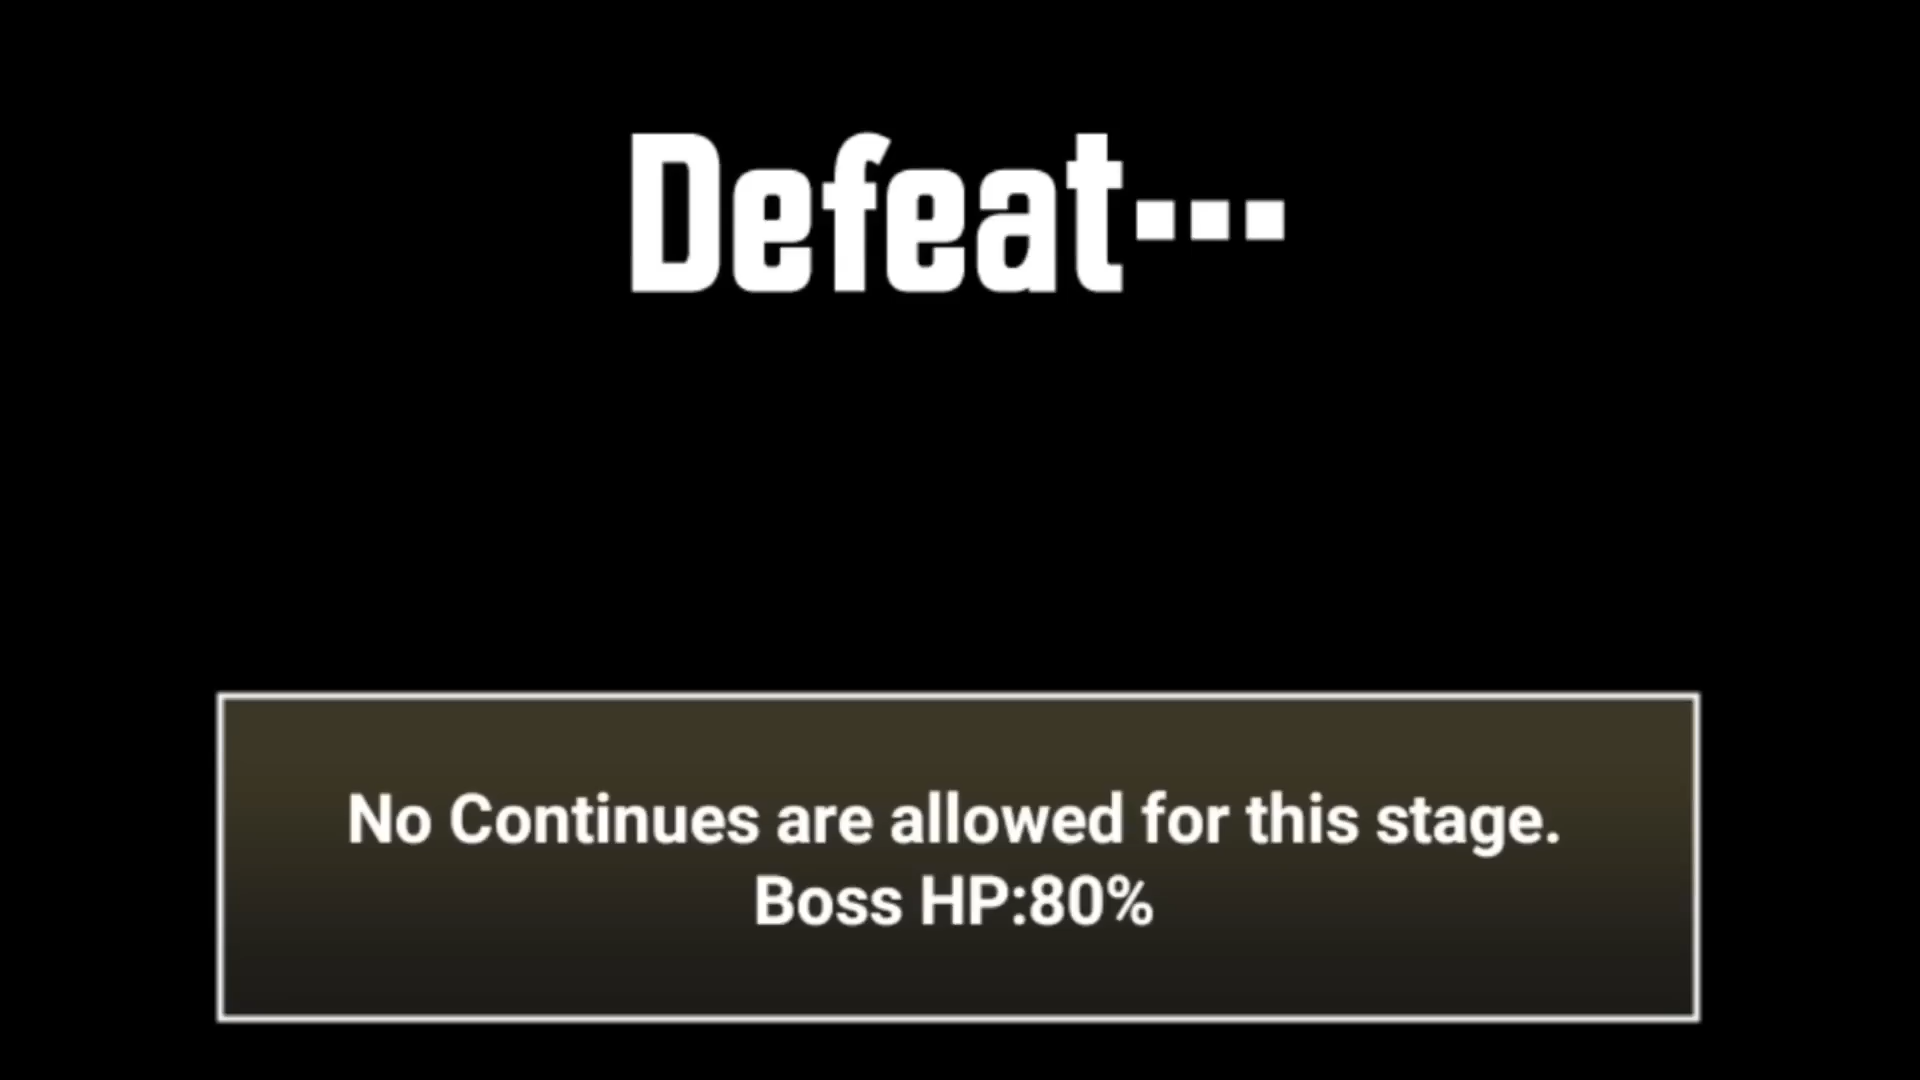 Defeat···
No Continues are allowed for this stage.
Boss HP:80%